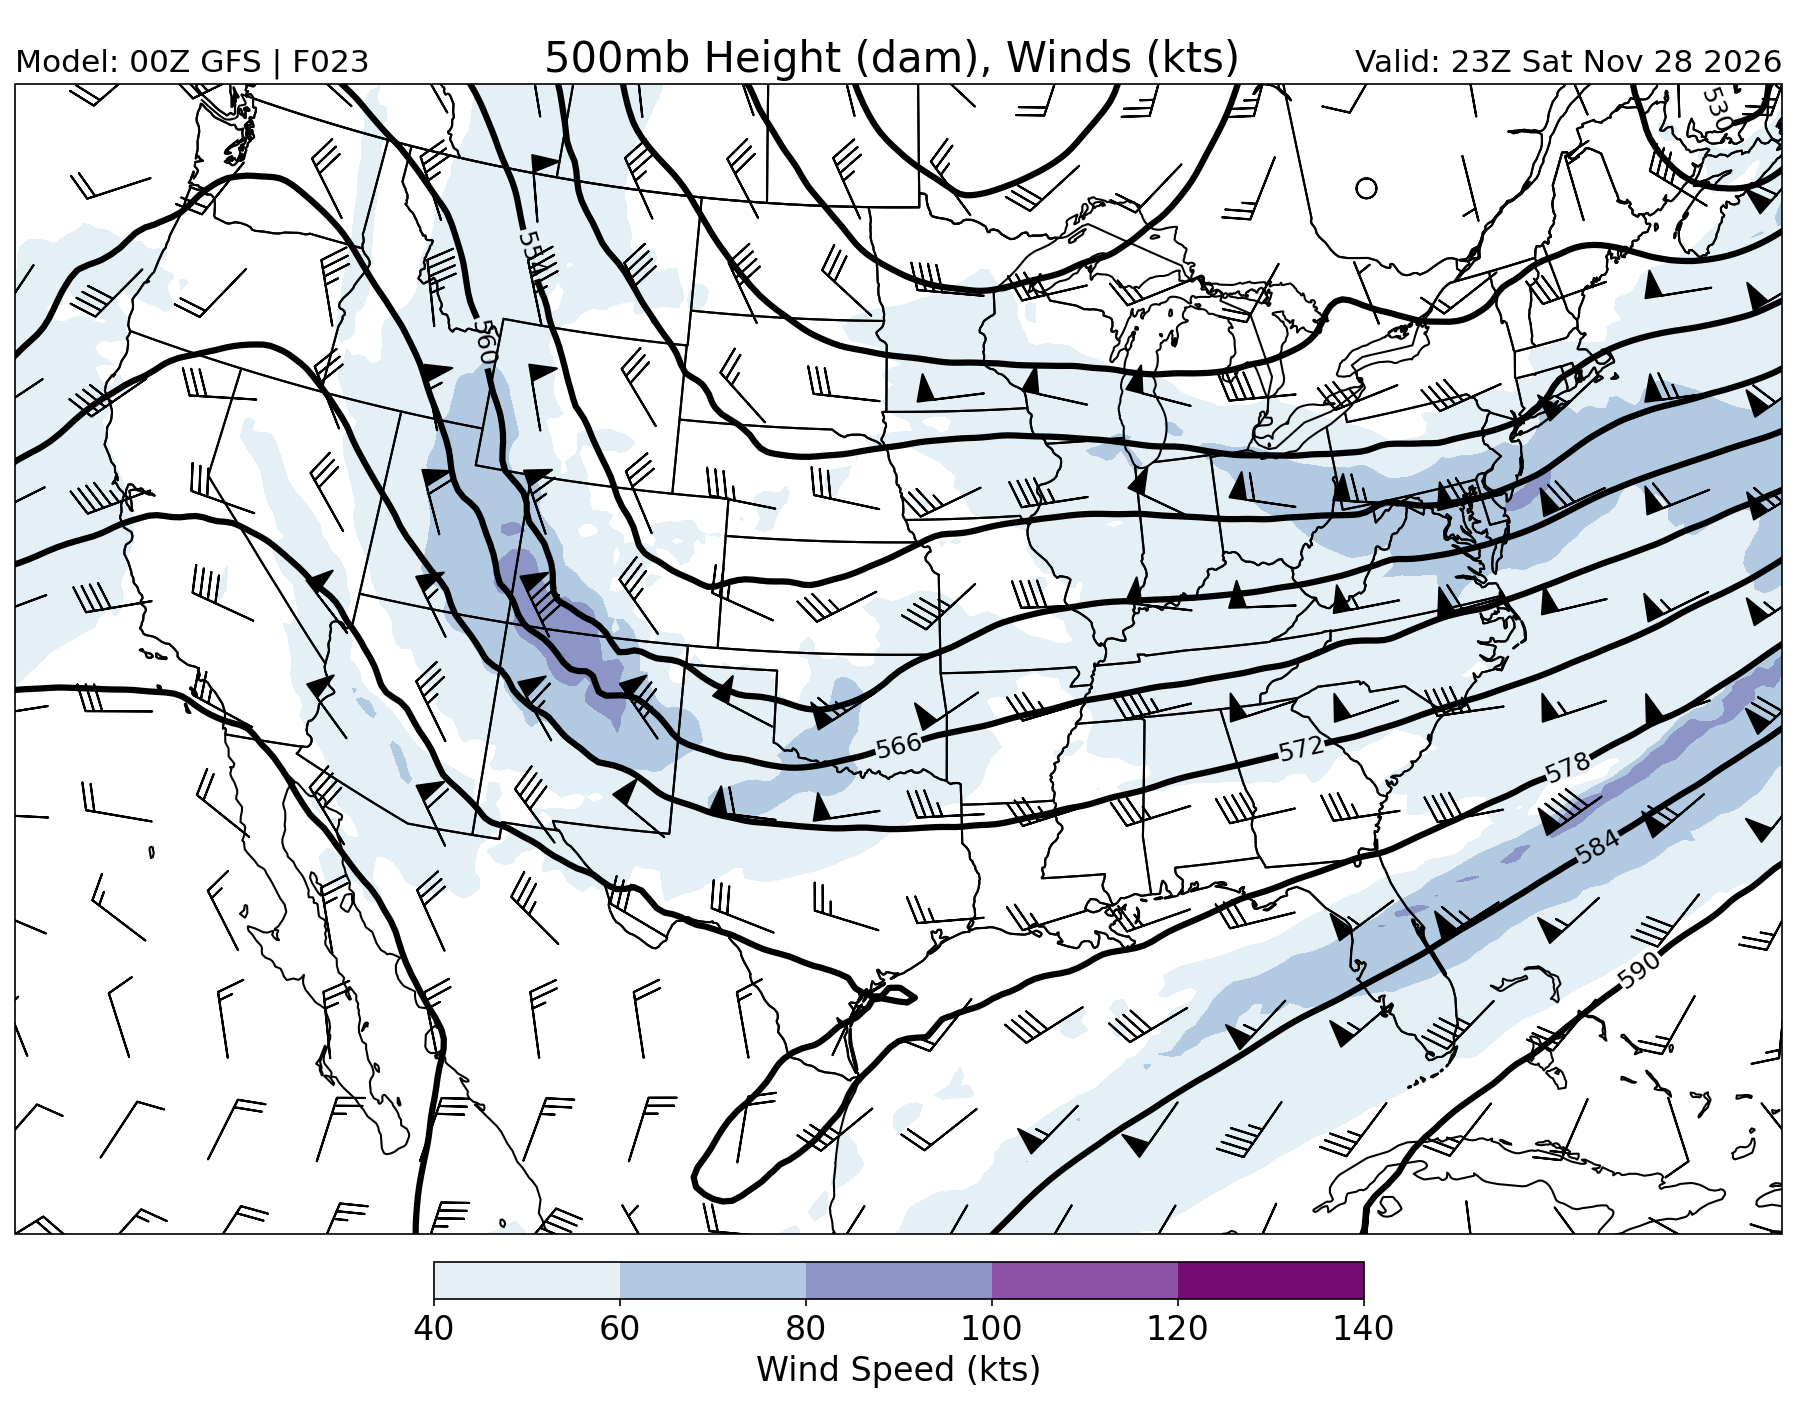 Model: 00Z GFS | F023
500mb Height (dam), Winds (kts)
Valid: 23Z Sat Nov 28 2026
530
554
560
566
572
578
584
590
40 60 80 100 120 140
Wind Speed (kts)